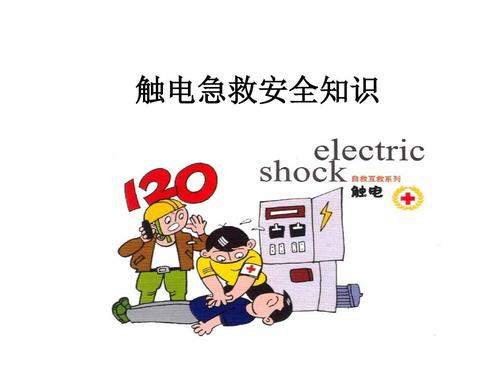 触电急救安全知识
electric
shock
自救互救系列
触电
120